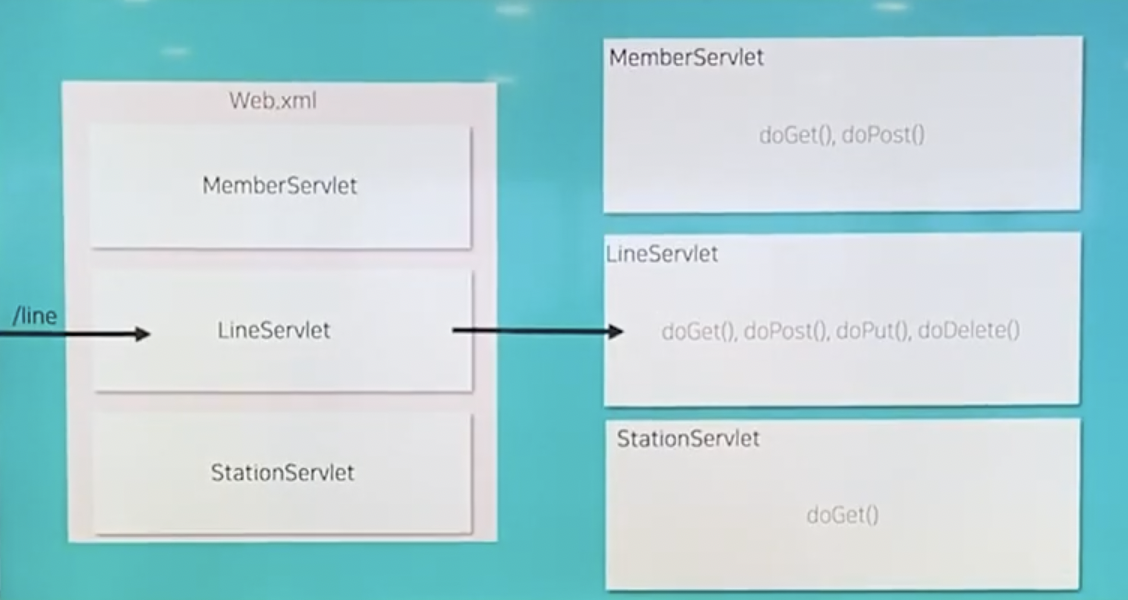 Web.xml
MemberServlet
/line
LineServlet
StationServlet
MemberServlet
doGet(), doPost()
LineServlet
doGet(), doPost(), doPut(), doDelete()
StationServlet
doGet()